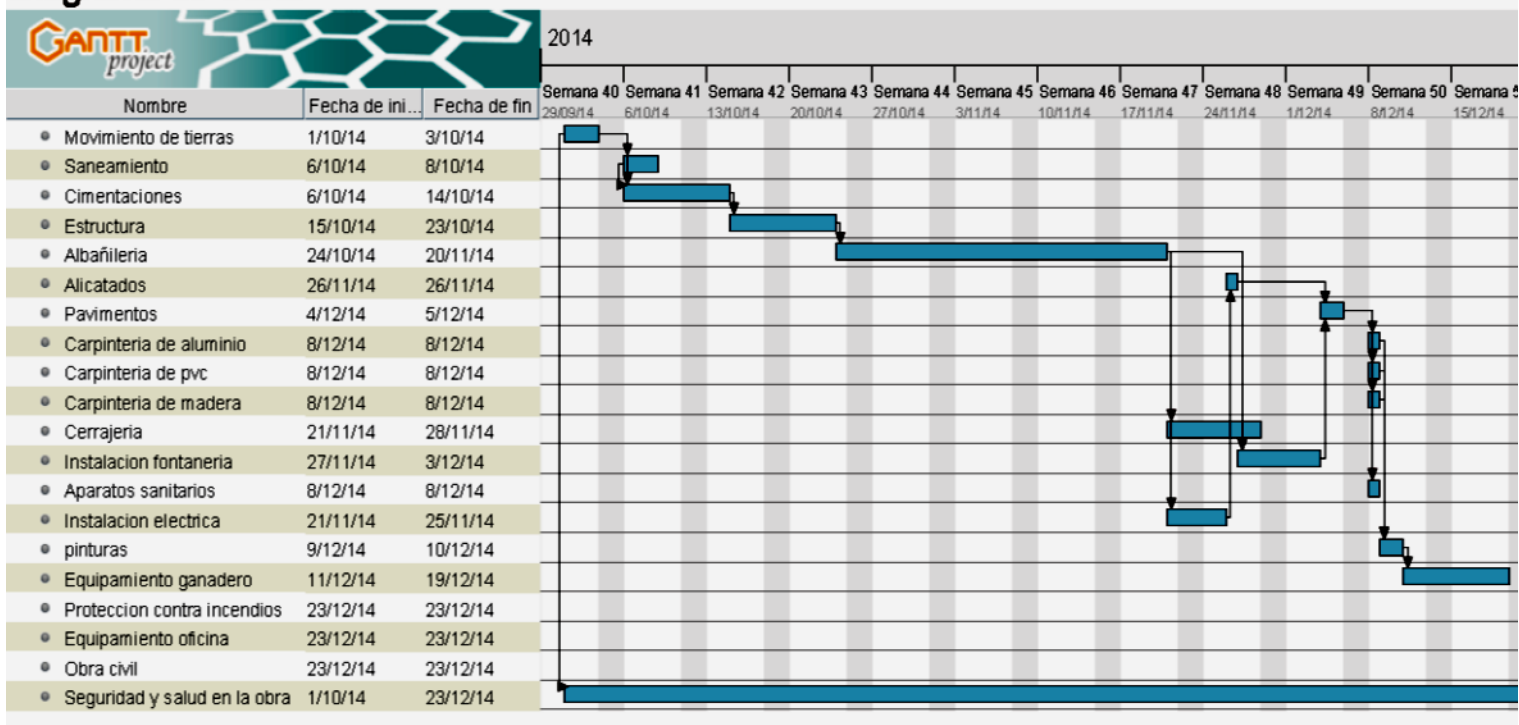 GANTT
project
2014
Semana 40 Semana 41 Semana 42 Semana 43 Semana 44 Semana 45 Semana 46 Semana 47 Semana 48 Semana 49 Semana 50 Semana
Nombre Fecha de ini... Fecha de fin
29/09/14 6/10/14 13/10/14 20/10/14 27/10/14 3/11/14 10/11/14 17/11/14 24/11/14 1/12/14 8/12/14 15/12/14
Movimiento de tierras 1/10/14 3/10/14
Saneamiento 6/10/14 8/10/14
Cimentaciones 6/10/14 14/10/14
Estructura 15/10/14 23/10/14
Albañileria 24/10/14 20/11/14
Alicatados 26/11/14 26/11/14
Pavimentos 4/12/14 5/12/14
Carpinteria de aluminio 8/12/14 8/12/14
Carpinteria de pvc 8/12/14 8/12/14
Carpinteria de madera 8/12/14 8/12/14
Cerrajeria 21/11/14 28/11/14
Instalacion fontaneria 27/11/14 3/12/14
Aparatos sanitarios 8/12/14 8/12/14
Instalacion electrica 21/11/14 25/11/14
pinturas 9/12/14 10/12/14
Equipamiento ganadero 11/12/14 19/12/14
Proteccion contra incendios 23/12/14 23/12/14
Equipamiento oficina 23/12/14 23/12/14
Obra civil 23/12/14 23/12/14
Seguridad y salud en la obra 1/10/14 23/12/14